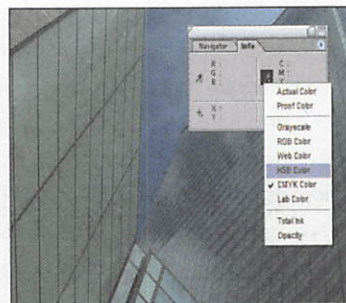 Navigator
Info
R :
G :
B :
C :
M :
Y :
X :
Y :
Actual Color
Proof Color
Grayscale
RGB Color
Web Color
HSB Color
✓ CMYK Color
Lab Color
Total Ink
Opacity